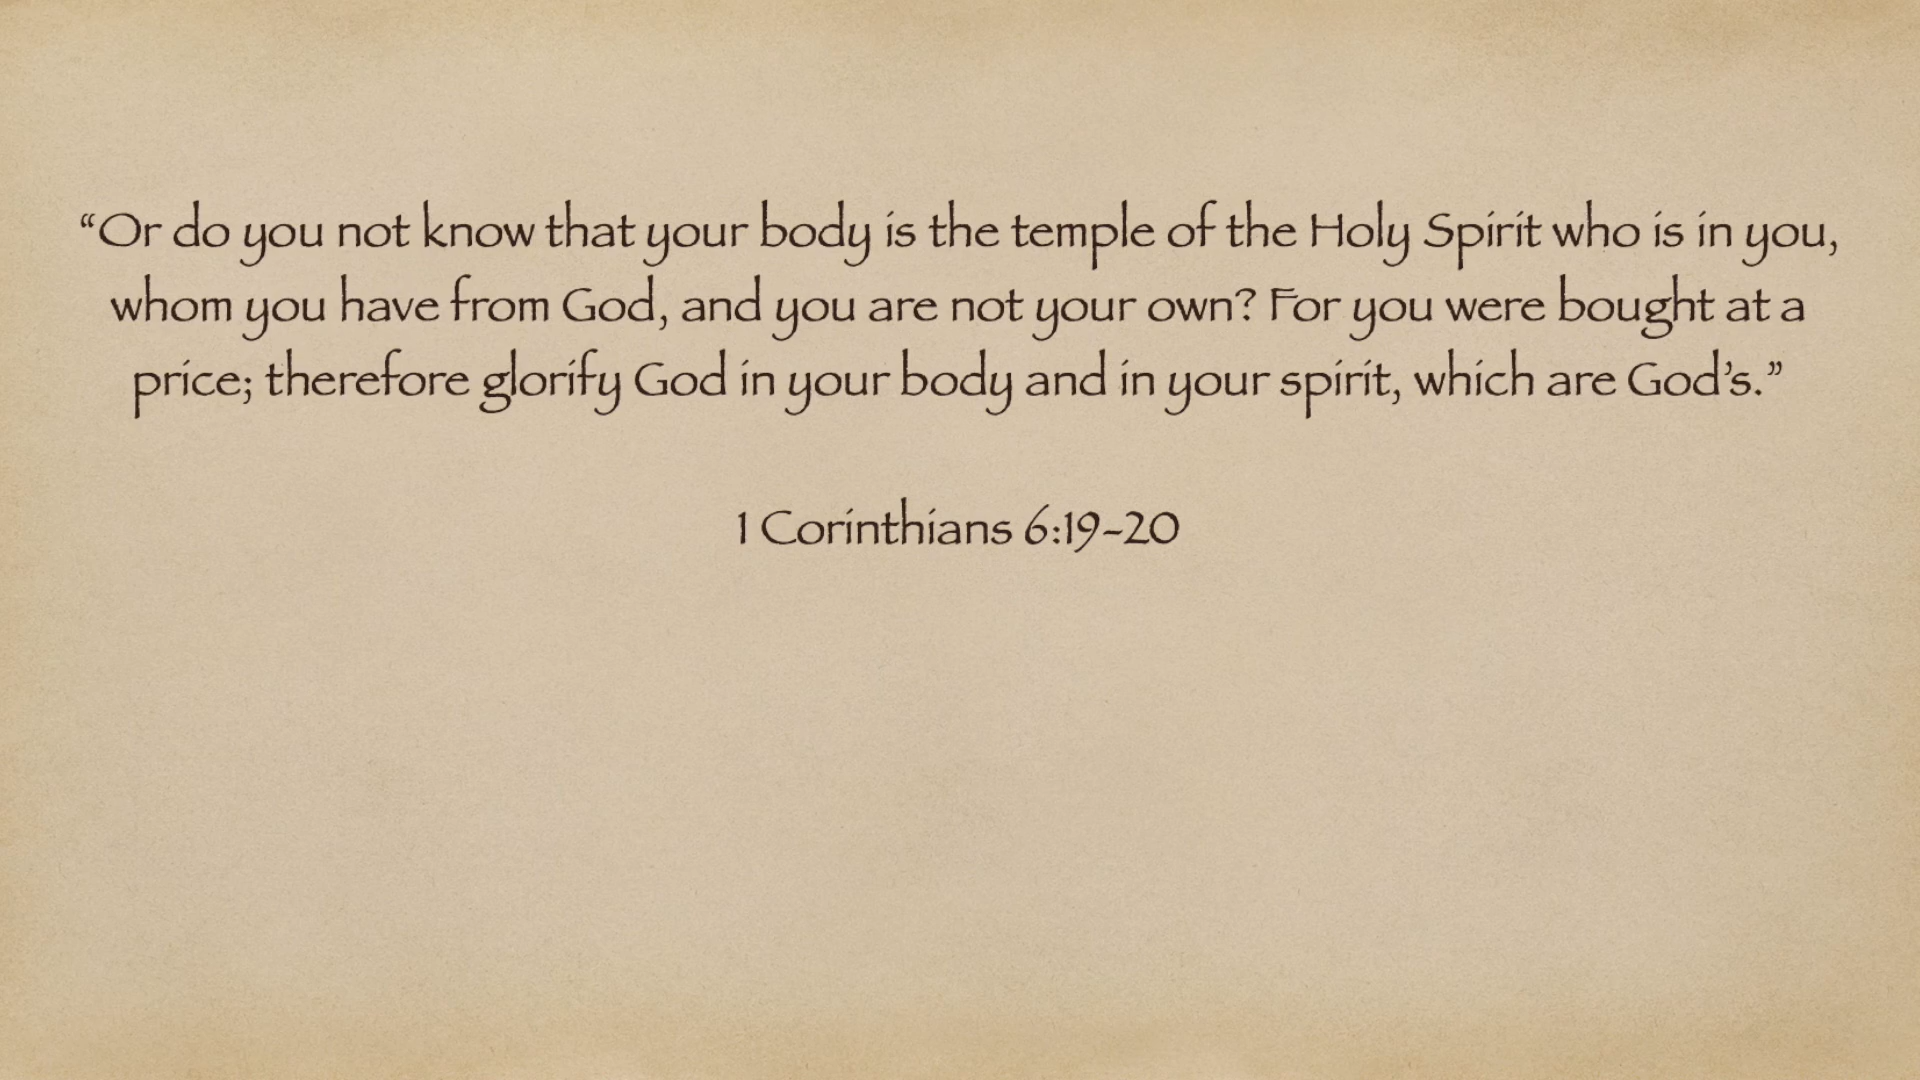 “Or do you not know that your body is the temple of the Holy Spirit who is in you,
whom you have from God, and you are not your own? For you were bought at a
price; therefore glorify God in your body and in your spirit, which are God’s.”
1 Corinthians 6:19-20